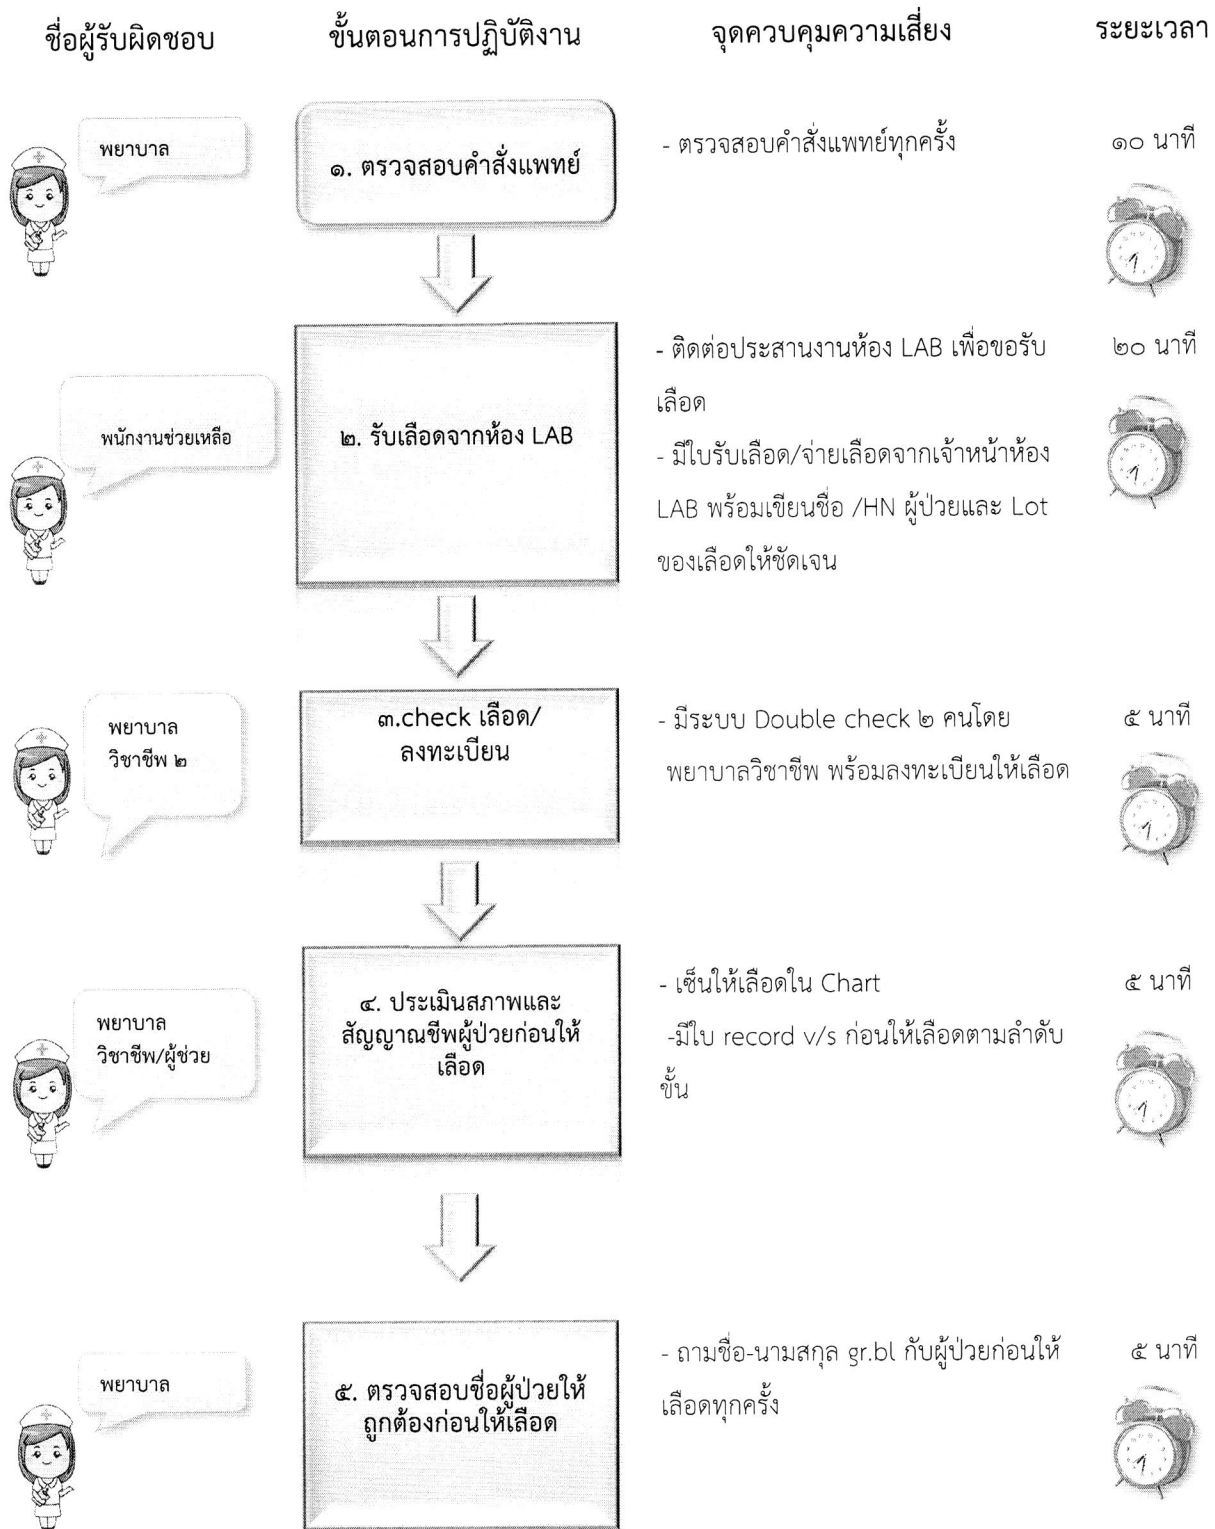 ชื่อผู้รับผิดชอบ ขั้นตอนการปฏิบัติงาน จุดควบคุมความเสี่ยง ระยะเวลา
พยาบาล
๑. ตรวจสอบคำสั่งแพทย์
- ตรวจสอบคำสั่งแพทย์ทุกครั้ง
๑๐ นาที
พนักงานช่วยเหลือ
๒. รับเลือดจากห้อง LAB
- ติดต่อประสานงานห้อง LAB เพื่อขอรับ
เลือด
- มีใบรับเลือด/จ่ายเลือดจากเจ้าหน้าห้อง
LAB พร้อมเขียนชื่อ /HN ผู้ป่วยและ Lot
ของเลือดให้ชัดเจน
๒๐ นาที
พยาบาล
วิชาชีพ ๒
๓.check เลือด/
ลงทะเบียน
- มีระบบ Double check ๒ คนโดย
พยาบาลวิชาชีพ พร้อมลงทะเบียนให้เลือด
๕ นาที
พยาบาล
วิชาชีพ/ผู้ช่วย
๔. ประเมินสภาพและ
สัญญาณชีพผู้ป่วยก่อนให้
เลือด
- เซ็นให้เลือดใน Chart
-มีใบ record v/s ก่อนให้เลือดตามลำดับ
ขั้น
๕ นาที
พยาบาล
๕. ตรวจสอบชื่อผู้ป่วยให้
ถูกต้องก่อนให้เลือด
- ถามชื่อ-นามสกุล gr.bl กับผู้ป่วยก่อนให้
เลือดทุกครั้ง
๕ นาที